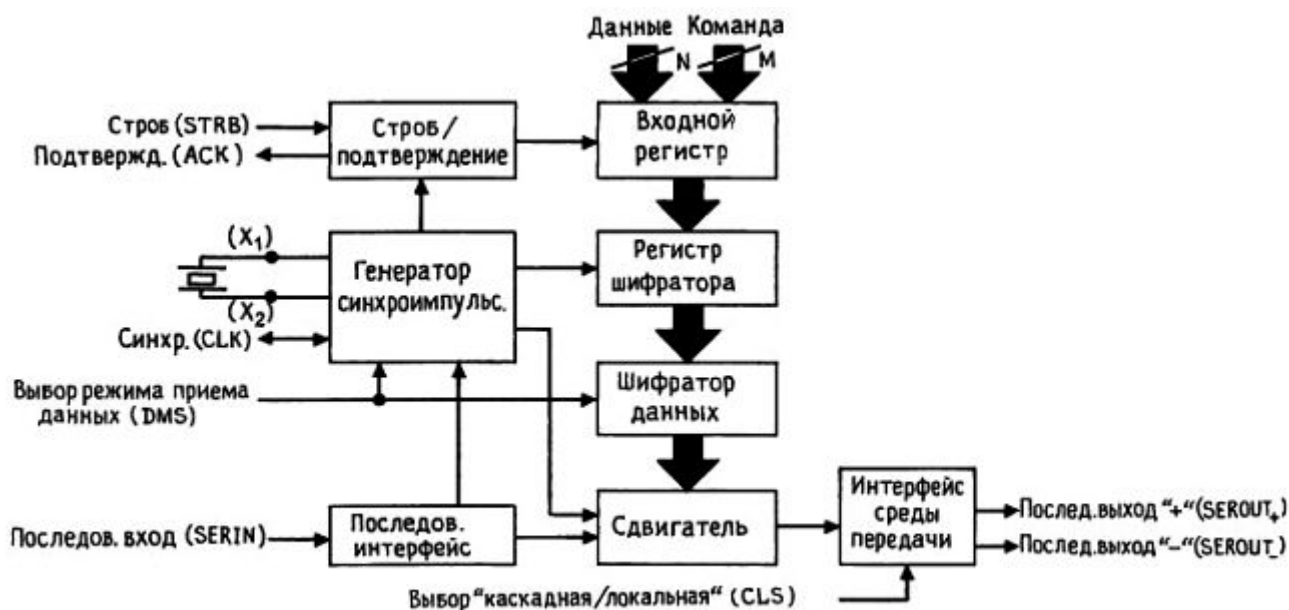 Данные Команда
N M
Строб (STRB)
Подтвержд. (ACK)
Строб/
подтверждение
Входной
регистр
(X₁)
(X₂)
Синхр. (CLK)
Генератор
синхроимпульс.
Регистр
шифратора
Выбор режима приема
данных (DMS)
Шифратор
данных
Последов. вход (SERIN)
Последов.
интерфейс
Сдвигатель
Интерфейс
среды
передачи
Послед. выход "+" (SEROUT₊)
Послед. выход "–" (SEROUT₋)
Выбор "каскадная/локальная" (CLS)